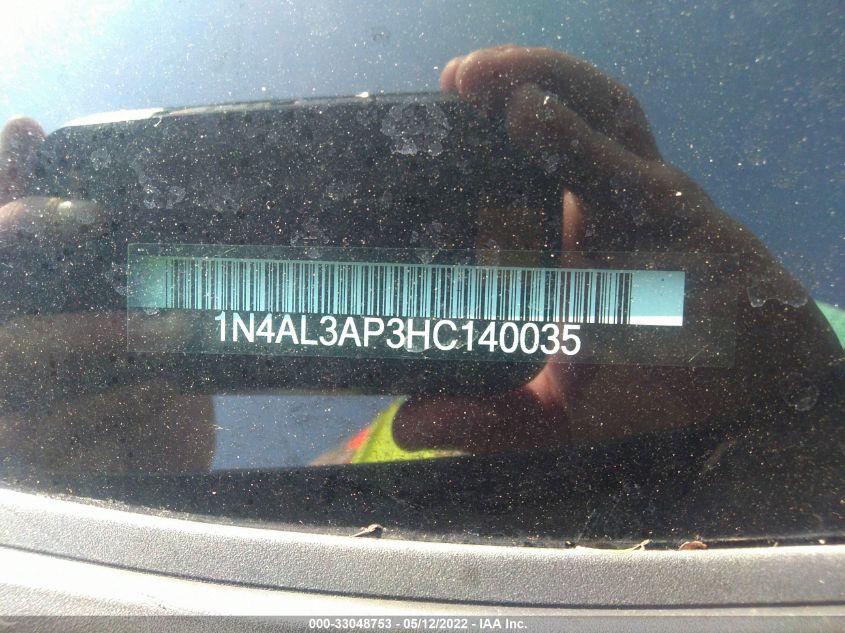 1N4AL3AP3HC140035
000-33048753 — 05/12/2022 — IAA Inc.